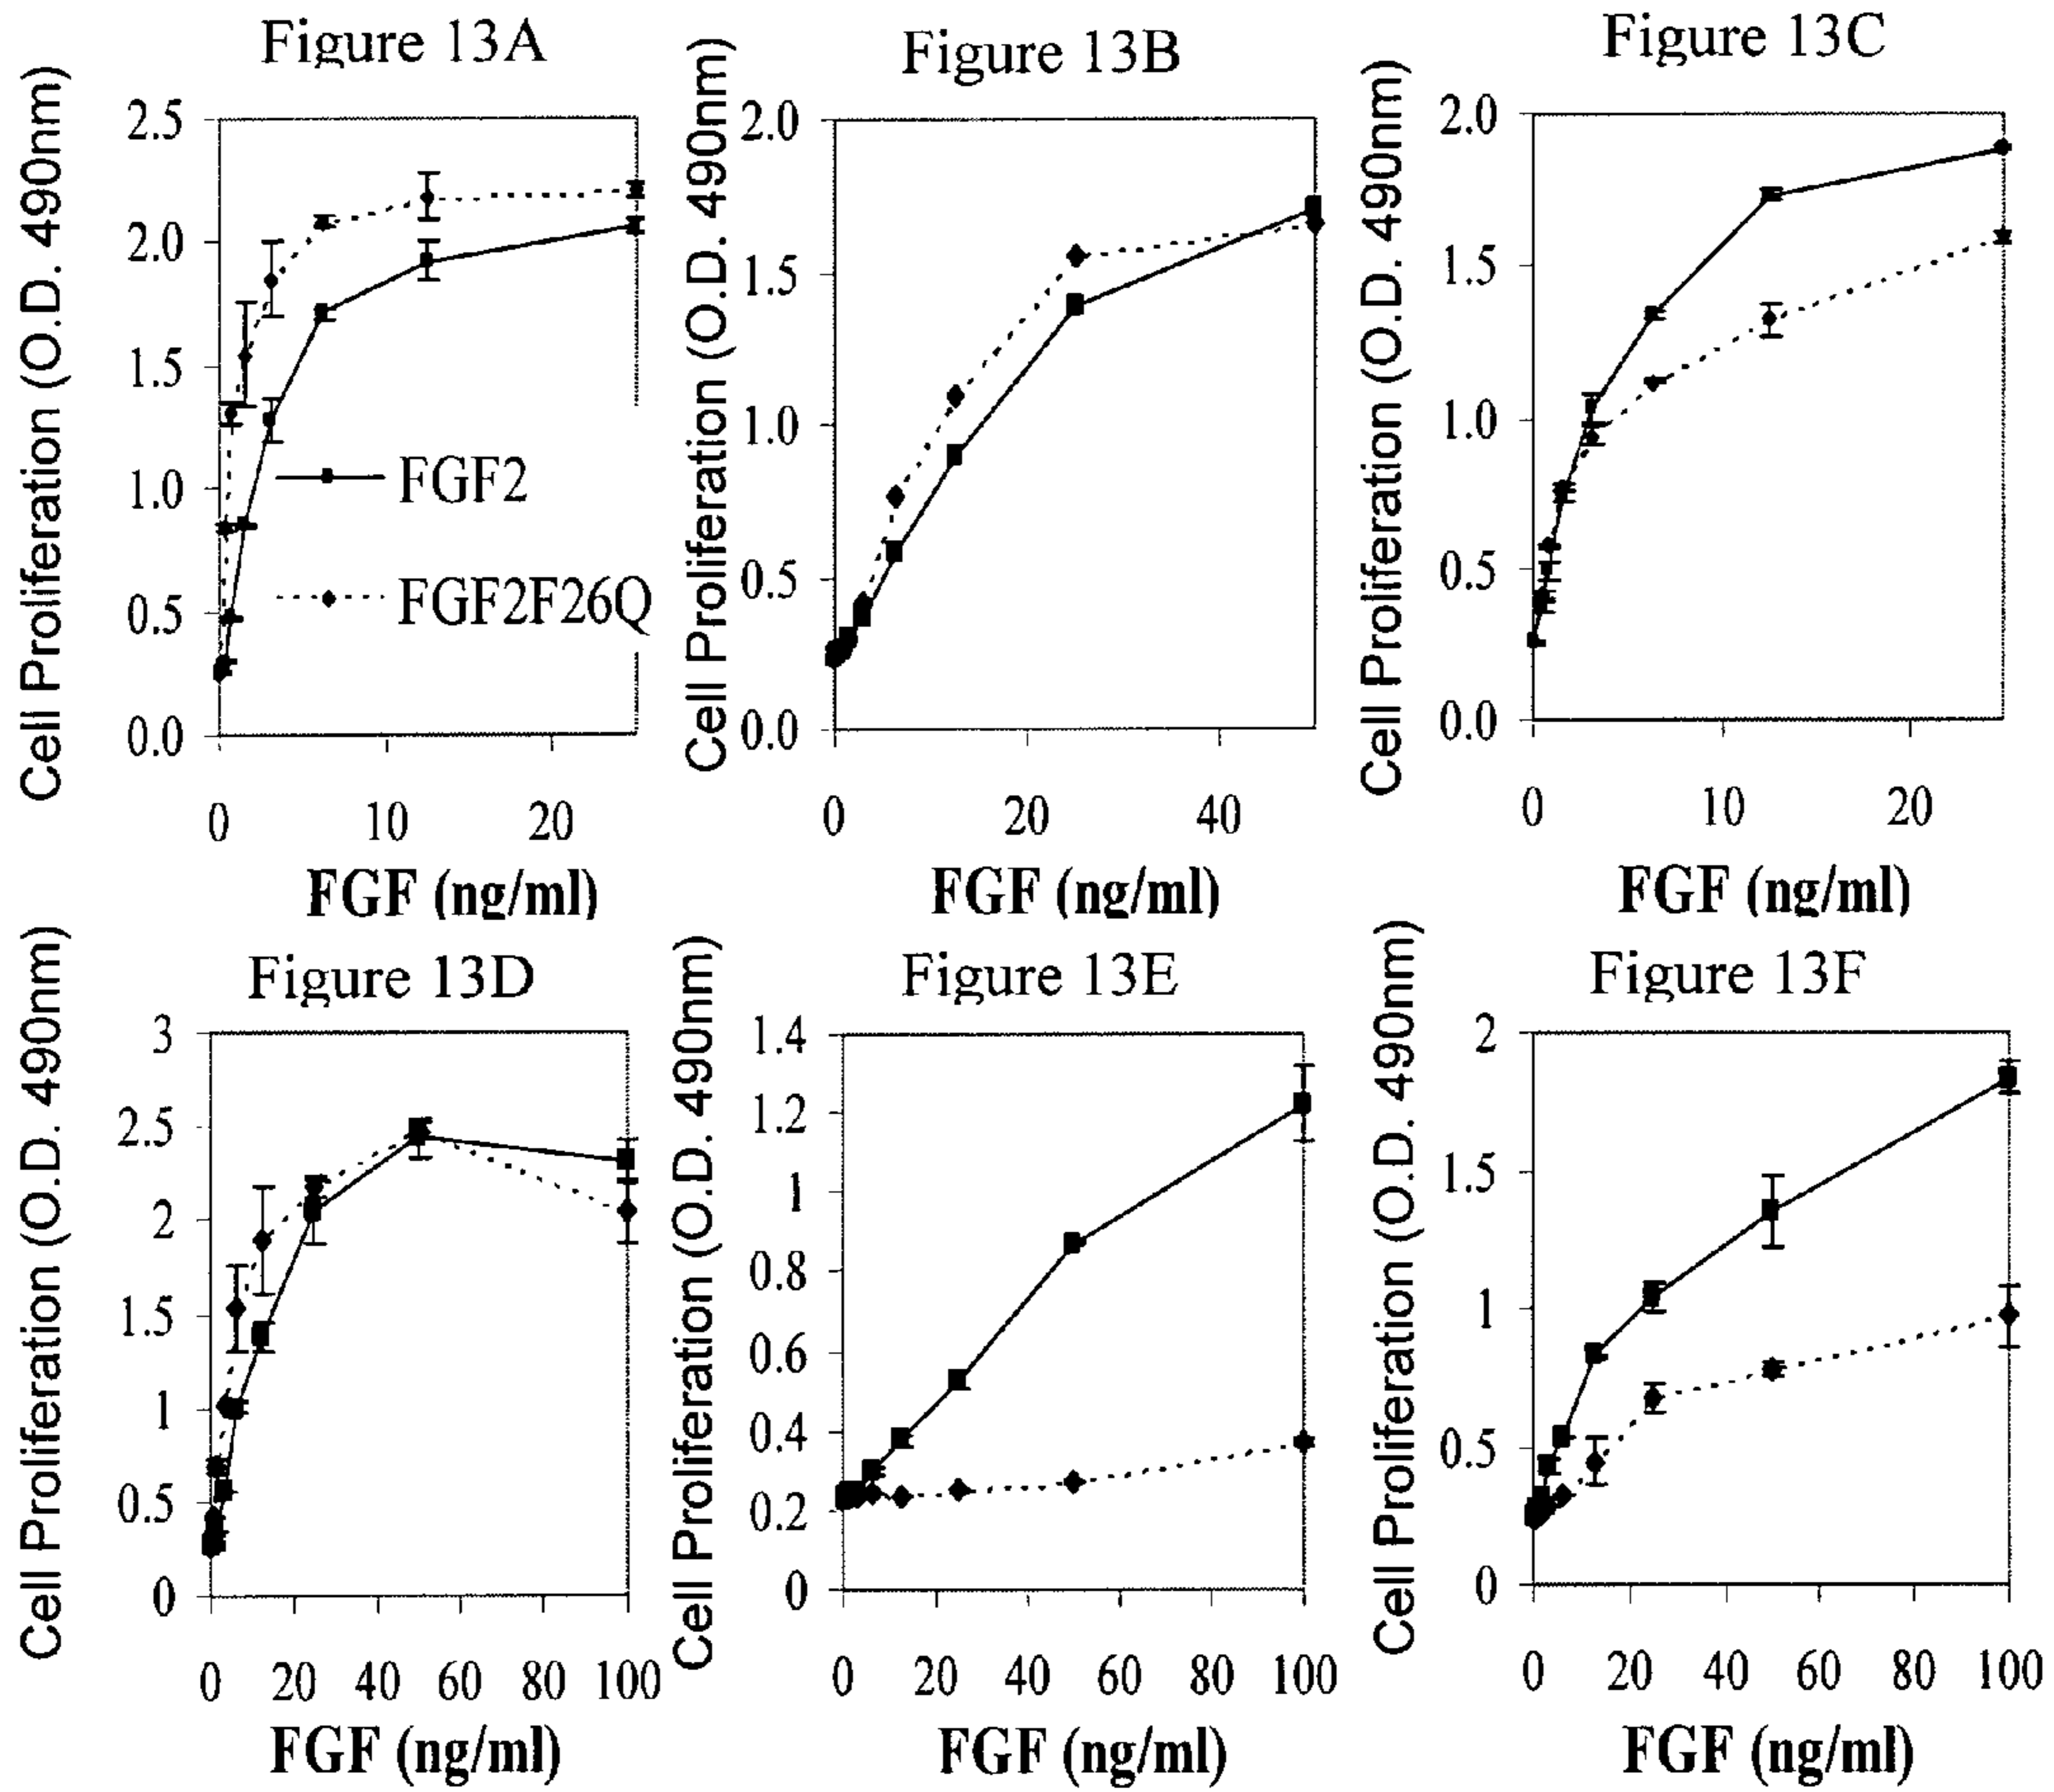 Figure 13A
Cell Proliferation (O.D. 490nm)
2.5
2.0
1.5
1.0
0.5
0.0
FGF2
FGF2F26Q
0 10 20
FGF (ng/ml)
Figure 13B
Cell Proliferation (O.D. 490nm)
2.0
1.5
1.0
0.5
0.0
0 20 40
FGF (ng/ml)
Figure 13C
Cell Proliferation (O.D. 490nm)
2.0
1.5
1.0
0.5
0.0
0 10 20
FGF (ng/ml)
Figure 13D
Cell Proliferation (O.D. 490nm)
3
2.5
2
1.5
1
0.5
0
0 20 40 60 80 100
FGF (ng/ml)
Figure 13E
Cell Proliferation (O.D. 490nm)
1.4
1.2
1
0.8
0.6
0.4
0.2
0
0 20 40 60 80 100
FGF (ng/ml)
Figure 13F
Cell Proliferation (O.D. 490nm)
2
1.5
1
0.5
0
0 20 40 60 80 100
FGF (ng/ml)